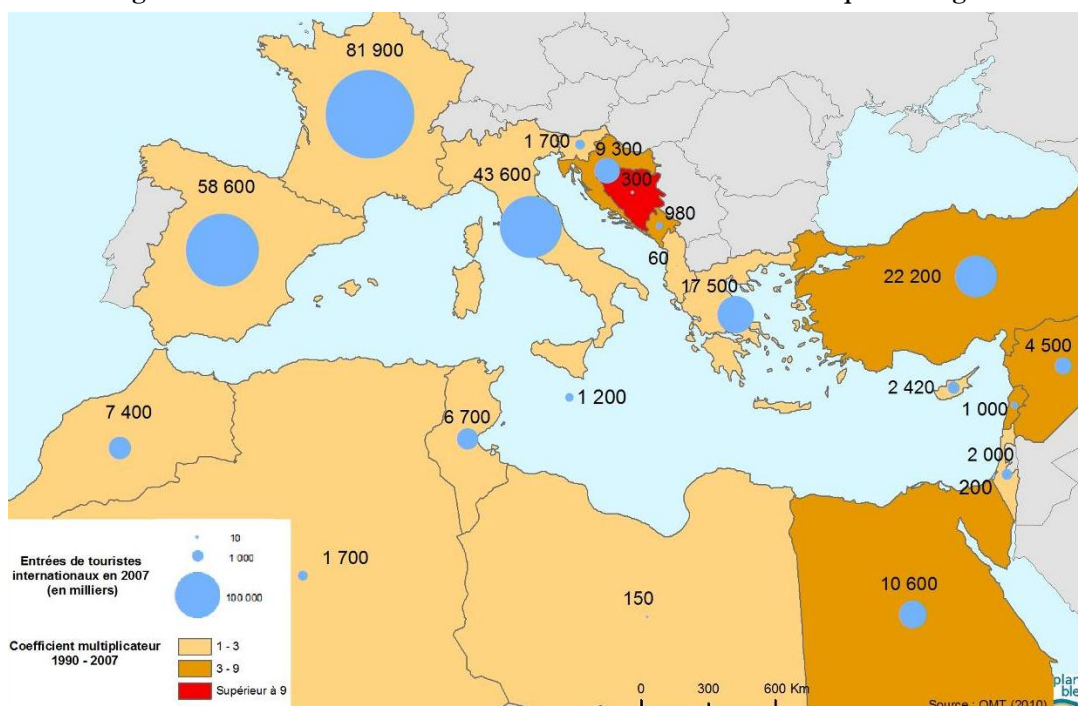 81 900
1 700
9 300
58 600
43 600
300
980
60
17 500
22 200
4 500
2 420
1 200
1 000
7 400
6 700
2 000
200
1 700
150
10 600
Entrées de touristes
internationaux en 2007
(en milliers)
10
1 000
100 000
Coefficient multiplicateur
1990 - 2007
1 - 3
3 - 9
Supérieur à 9
0 300 600 Km
plan
ble
Source : OMT (2010)